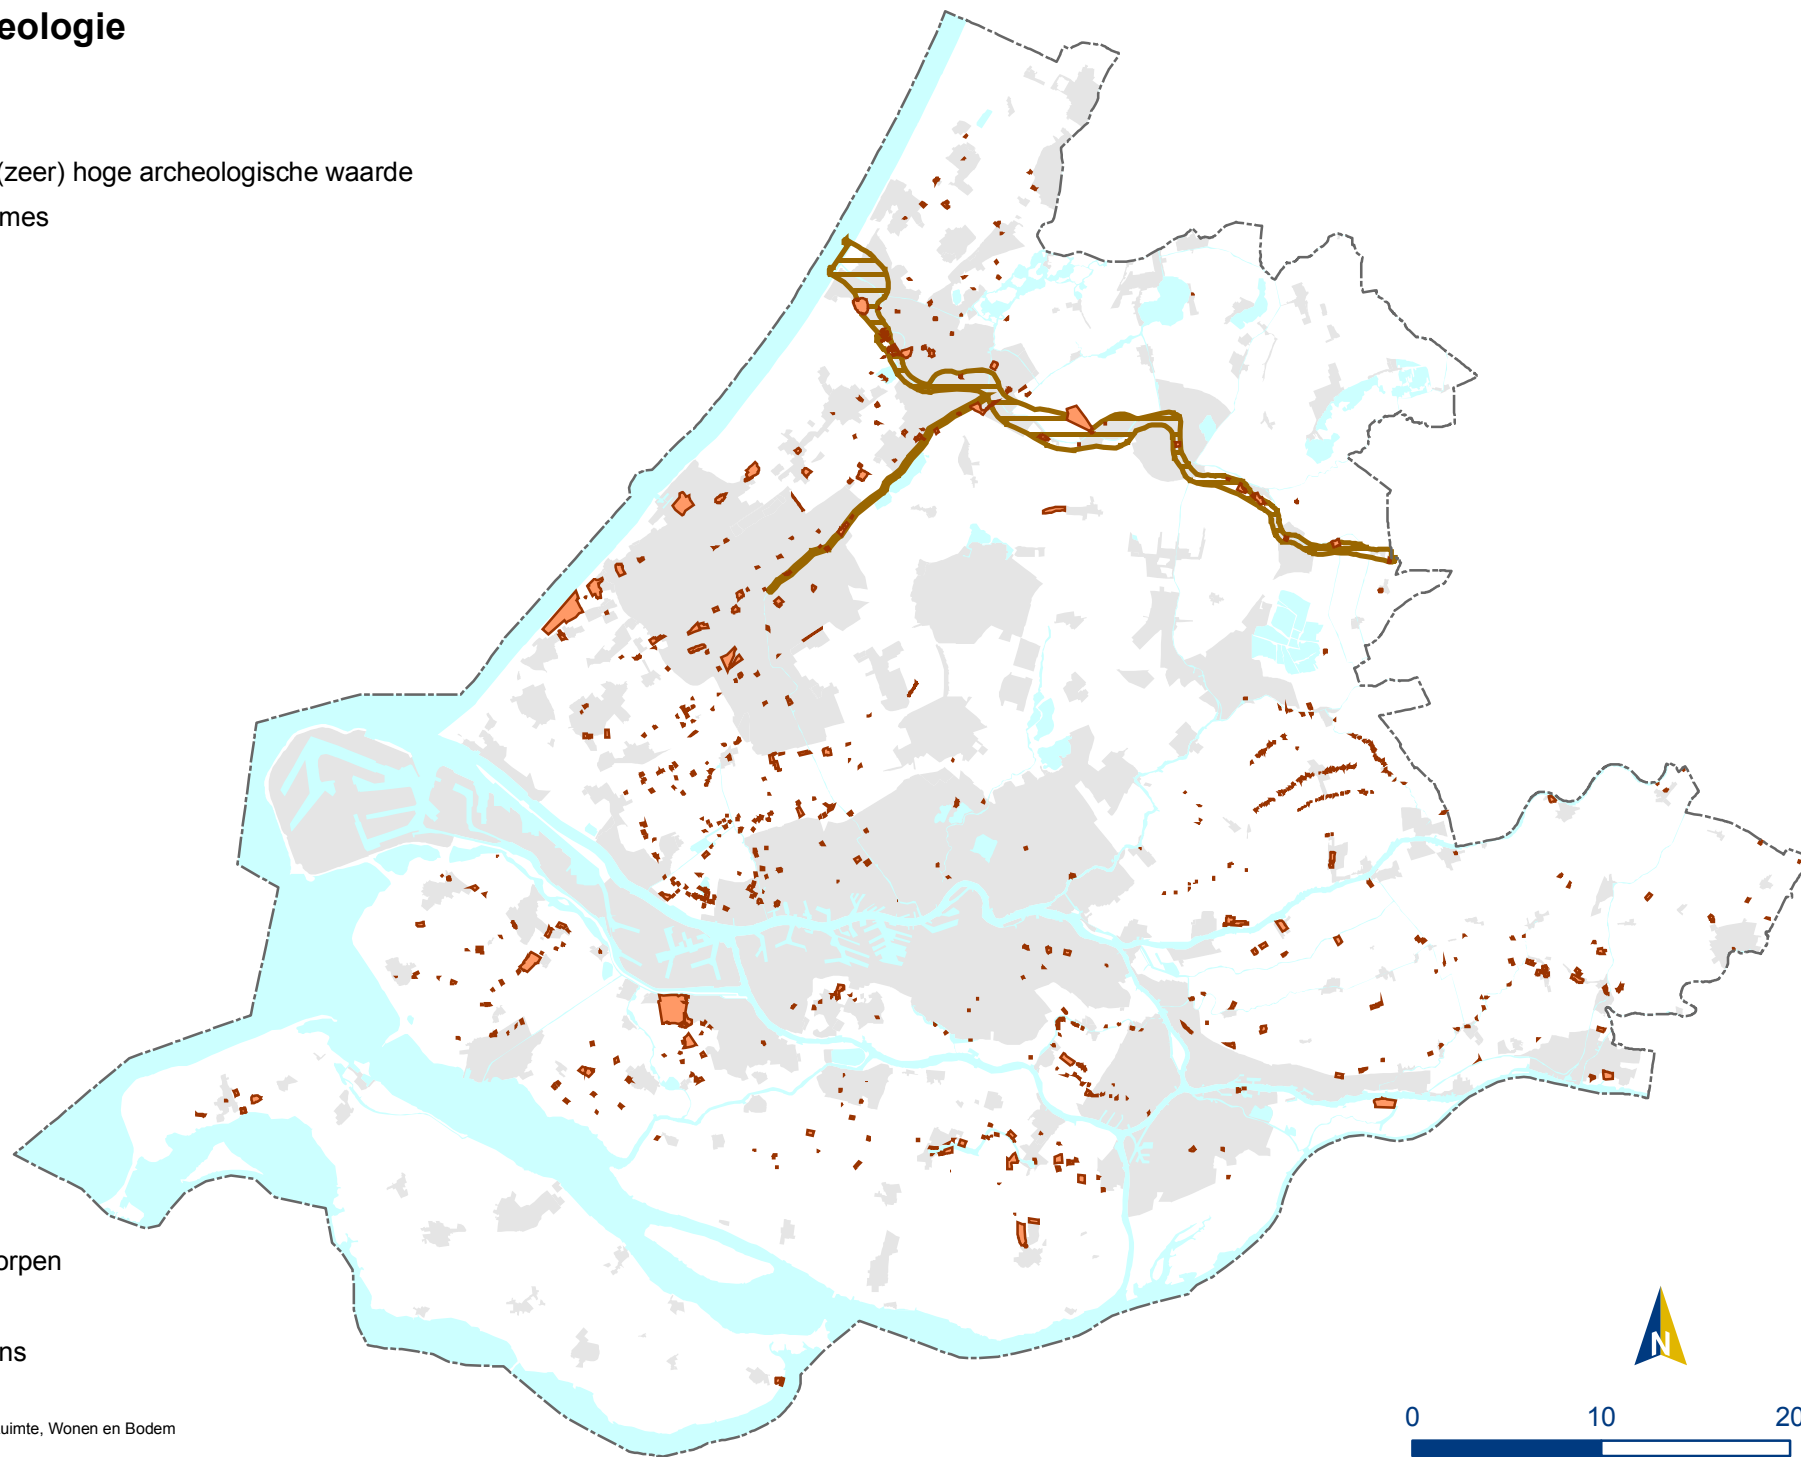 eologie
(zeer) hoge archeologische waarde
mes
orpen
ns
uimte, Wonen en Bodem
N
0 10 20